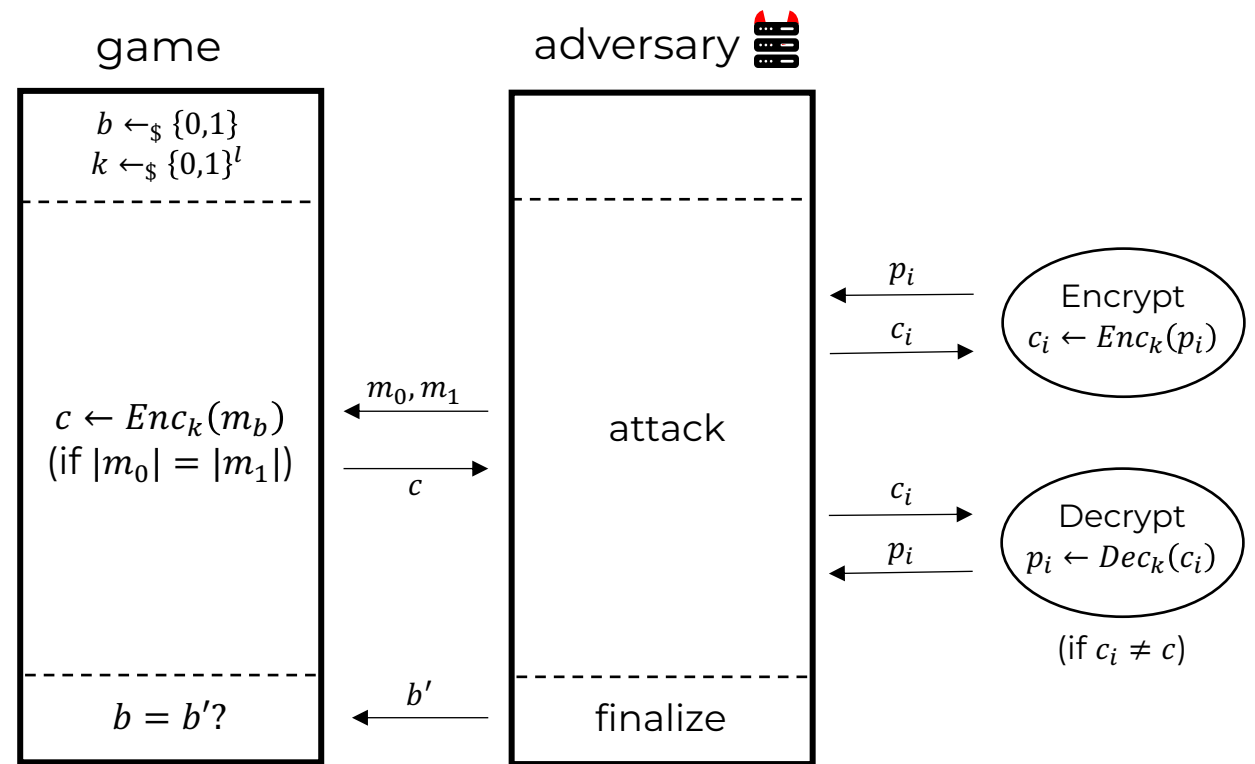 game
adversary
b ←$ {0,1}
k ←$ {0,1}^l
p_i
Encrypt
c_i ← Enc_k(p_i)
c_i
m_0, m_1
c ← Enc_k(m_b)
(if |m_0| = |m_1|)
c
attack
c_i
Decrypt
p_i ← Dec_k(c_i)
p_i
(if c_i ≠ c)
b = b′?
b′
finalize